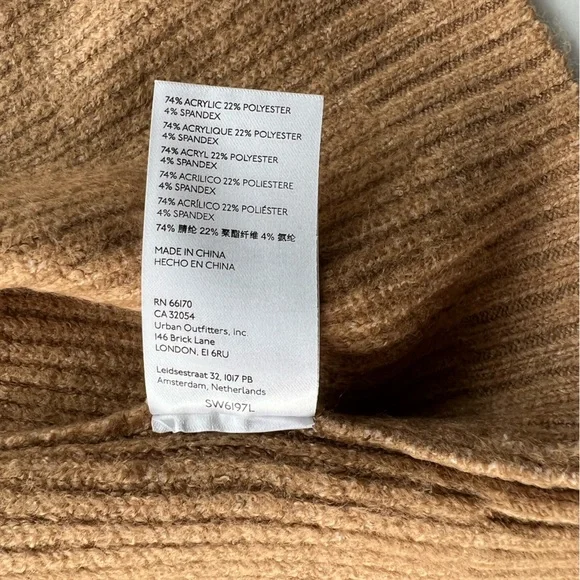 74% ACRYLIC 22% POLYESTER
4% SPANDEX
74% ACRYLIQUE 22% POLYESTER
4% SPANDEX
74% ACRYL 22% POLYESTER
4% SPANDEX
74% ACRILICO 22% POLIESTERE
4% SPANDEX
74% ACRÍLICO 22% POLIÉSTER
4% SPANDEX
74% 腈纶 22% 聚酯纤维 4% 氨纶
MADE IN CHINA
HECHO EN CHINA
RN 66170
CA 32054
Urban Outfitters, Inc.
146 Brick Lane
LONDON, E1 6RU
Leidsestraat 32, 1017 PB
Amsterdam, Netherlands
SW6197L